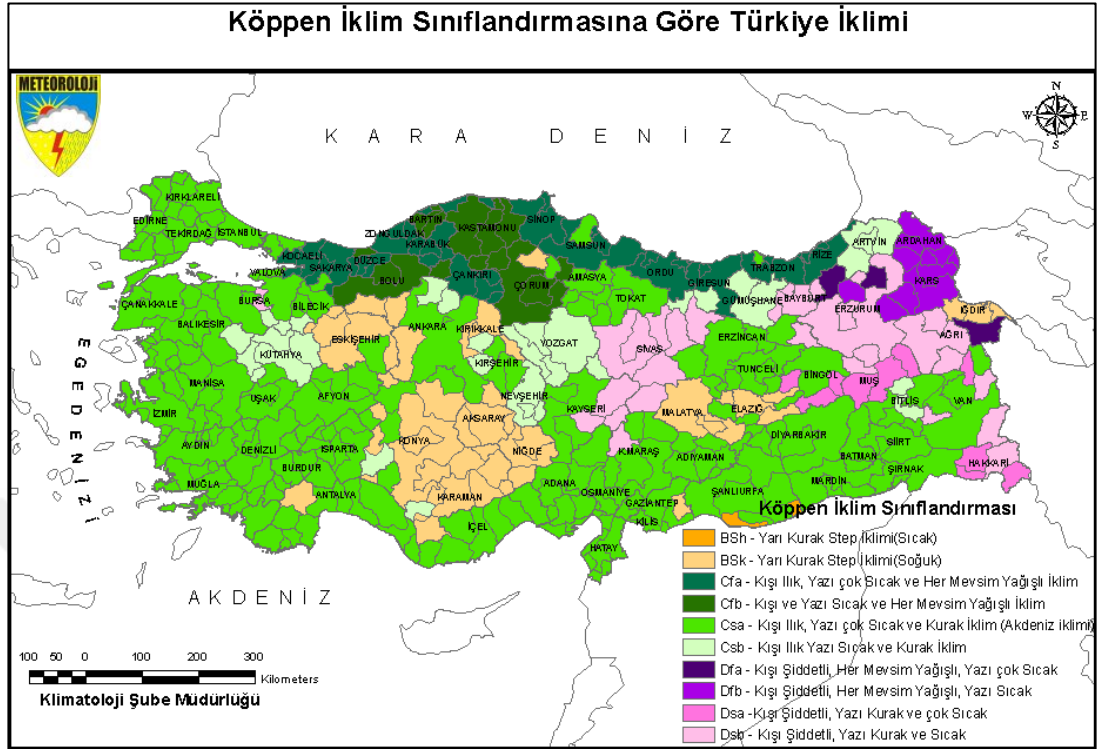 Köppen İklim Sınıflandırmasına Göre Türkiye İklimi
METEOROLOJİ
N
W E
S
KARA DENİZ
KIRKLARELİ
EDİRNE
TEKİRDAĞ
İSTANBUL
KOCAELİ
YALOVA
SAKARYA
DÜZCE
ZONGULDAK
BARTIN
KARABÜK
KASTAMONU
SİNOP
SAMSUN
BOLU
ÇANKIRI
ÇORUM
AMASYA
TOKAT
ORDU
GİRESUN
TRABZON
RİZE
ARTVİN
ARDAHAN
KARS
GÜMÜŞHANE
BAYBURT
ERZURUM
IĞDIR
AĞRI
ÇANAKKALE
BURSA
BİLECİK
BALIKESİR
KÜTAHYA
ESKİŞEHİR
ANKARA
KIRIKKALE
YOZGAT
SİVAS
ERZİNCAN
TUNCELİ
BİNGÖL
MUŞ
BİTLİS
VAN
EGE DENİZİ
MANİSA
UŞAK
AFYON
KIRŞEHİR
NEVŞEHİR
KAYSERİ
MALATYA
ELAZIĞ
DİYARBAKIR
SİİRT
BATMAN
ŞIRNAK
HAKKARİ
İZMİR
AYDIN
DENİZLİ
ISPARTA
BURDUR
KONYA
AKSARAY
NİĞDE
K.MARAŞ
ADIYAMAN
MARDİN
MUĞLA
ANTALYA
KARAMAN
İÇEL
ADANA
OSMANİYE
GAZİANTEP
KİLİS
ŞANLIURFA
HATAY
AKDENİZ
Köppen İklim Sınıflandırması
BSh - Yarı Kurak Step İklimi(Sıcak)
BSk - Yarı Kurak Step İklimi(Soğuk)
Cfa - Kışı Ilık, Yazı çok Sıcak ve Her Mevsim Yağışlı İklim
Cfb - Kışı ve Yazı Sıcak ve Her Mevsim Yağışlı İklim
Csa - Kışı Ilık, Yazı çok Sıcak ve Kurak İklim (Akdeniz iklimi)
Csb - Kışı Ilık Yazı Sıcak ve Kurak İklim
Dfa - Kışı Şiddetli, Her Mevsim Yağışlı, Yazı çok Sıcak
Dfb - Kışı Şiddetli, Her Mevsim Yağışlı, Yazı Sıcak
Dsa -Kışı Şiddetli, Yazı Kurak ve çok Sıcak
Dsb - Kışı Şiddetli, Yazı Kurak ve Sıcak
100 50 0 100 200 300
Kilometers
Klimatoloji Şube Müdürlüğü